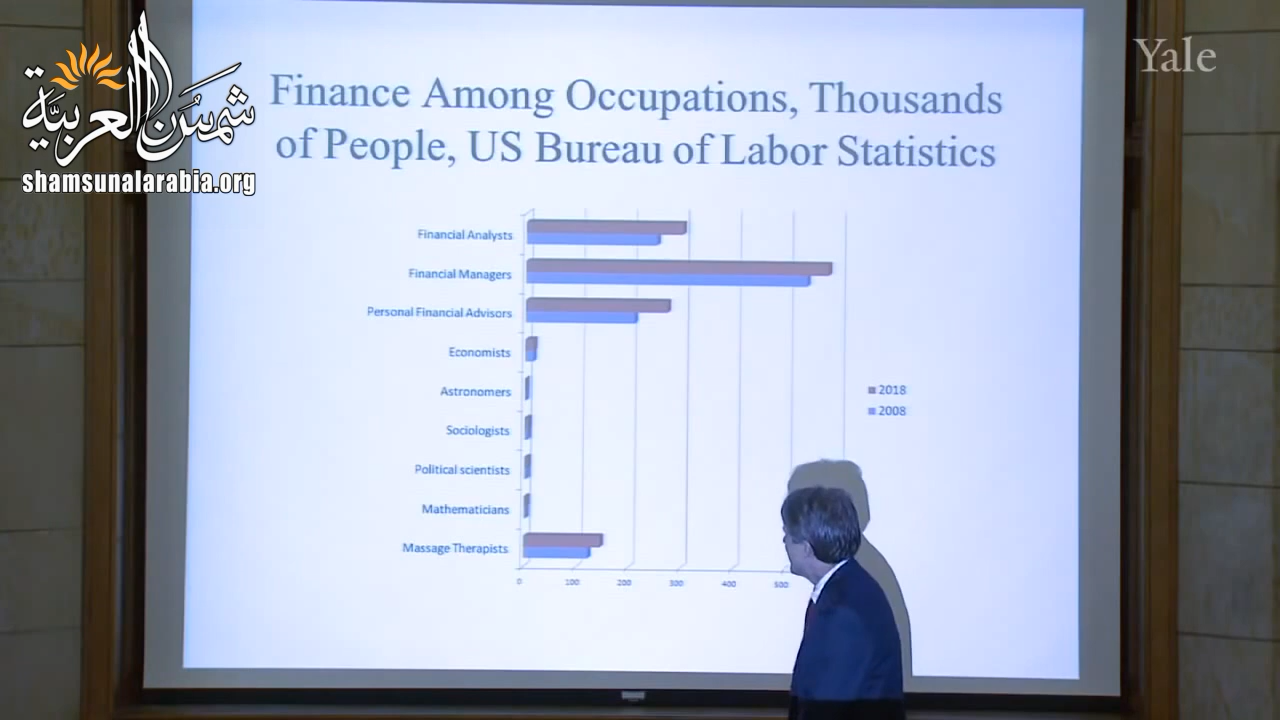 شمس العربية
shamsunalarabia.org
Yale
Finance Among Occupations, Thousands
of People, US Bureau of Labor Statistics
Financial Analysts
Financial Managers
Personal Financial Advisors
Economists
Astronomers
Sociologists
Political scientists
Mathematicians
Massage Therapists
2018
2008
0 100 200 300 400 500